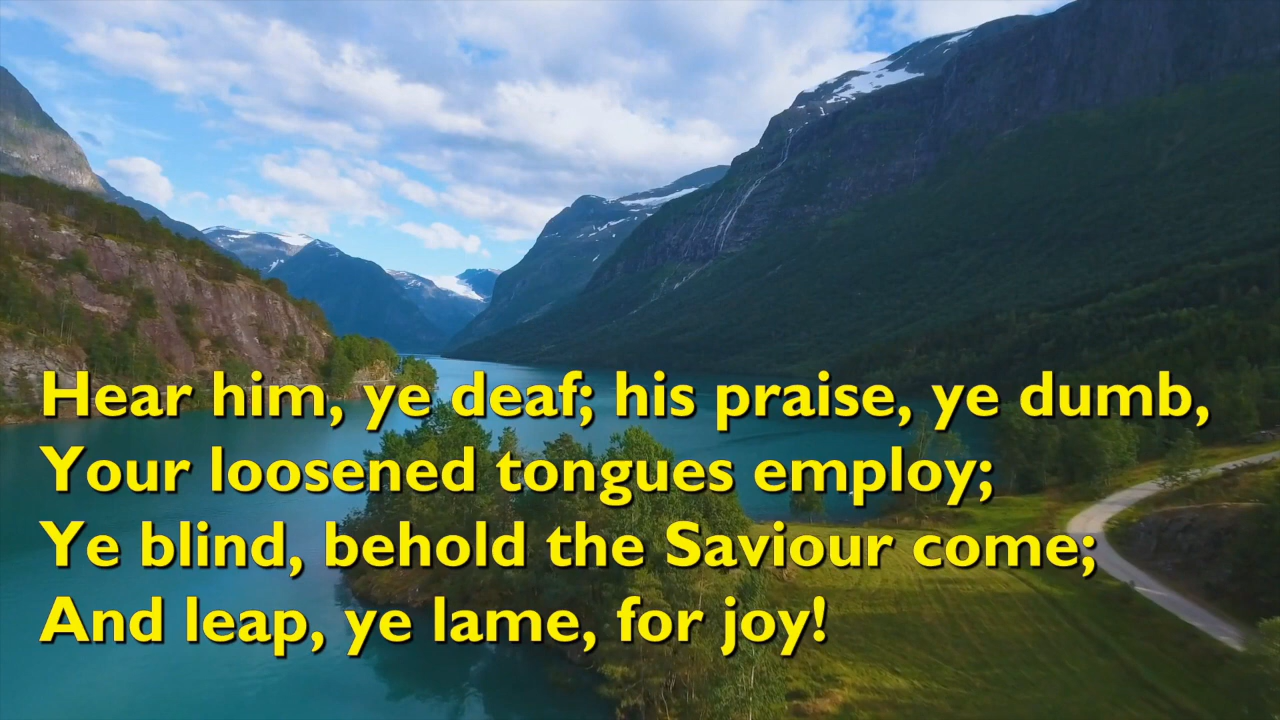 Hear him, ye deaf; his praise, ye dumb,
Your loosened tongues employ;
Ye blind, behold the Saviour come;
And leap, ye lame, for joy!